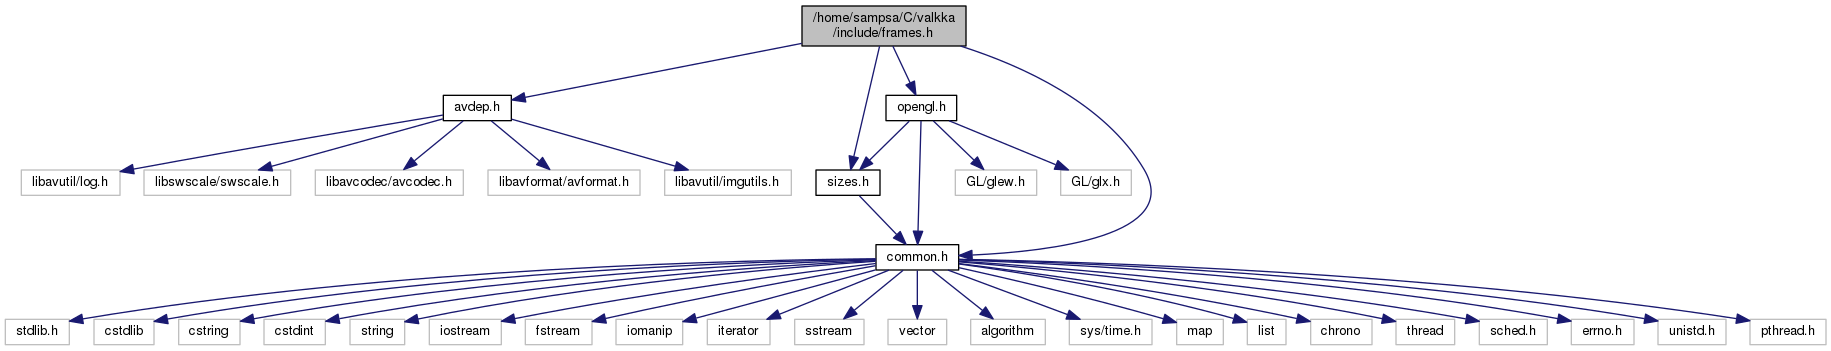 /home/sampsa/C/valkka
/include/frames.h
avdep.h
opengl.h
libavutil/log.h
libswscale/swscale.h
libavcodec/avcodec.h
libavformat/avformat.h
libavutil/imgutils.h
sizes.h
GL/glew.h
GL/glx.h
common.h
stdlib.h
cstdlib
cstring
cstdint
string
iostream
fstream
iomanip
iterator
sstream
vector
algorithm
sys/time.h
map
list
chrono
thread
sched.h
errno.h
unistd.h
pthread.h